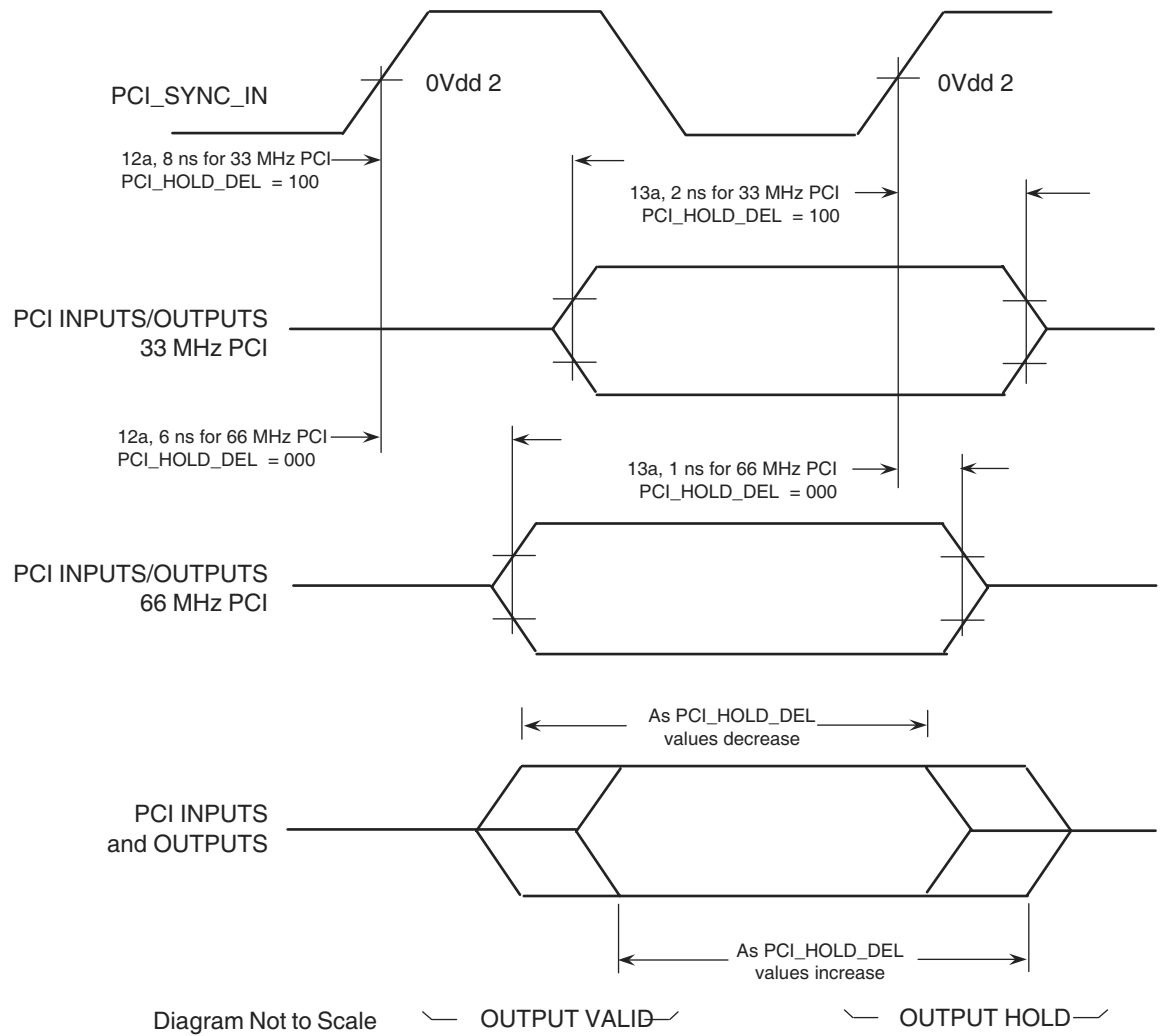 0Vdd 2
0Vdd 2
PCI_SYNC_IN
12a, 8 ns for 33 MHz PCI
PCI_HOLD_DEL = 100
13a, 2 ns for 33 MHz PCI
PCI_HOLD_DEL = 100
PCI INPUTS/OUTPUTS
33 MHz PCI
12a, 6 ns for 66 MHz PCI
PCI_HOLD_DEL = 000
13a, 1 ns for 66 MHz PCI
PCI_HOLD_DEL = 000
PCI INPUTS/OUTPUTS
66 MHz PCI
As PCI_HOLD_DEL
values decrease
PCI INPUTS
and OUTPUTS
As PCI_HOLD_DEL
values increase
Diagram Not to Scale
OUTPUT VALID
OUTPUT HOLD